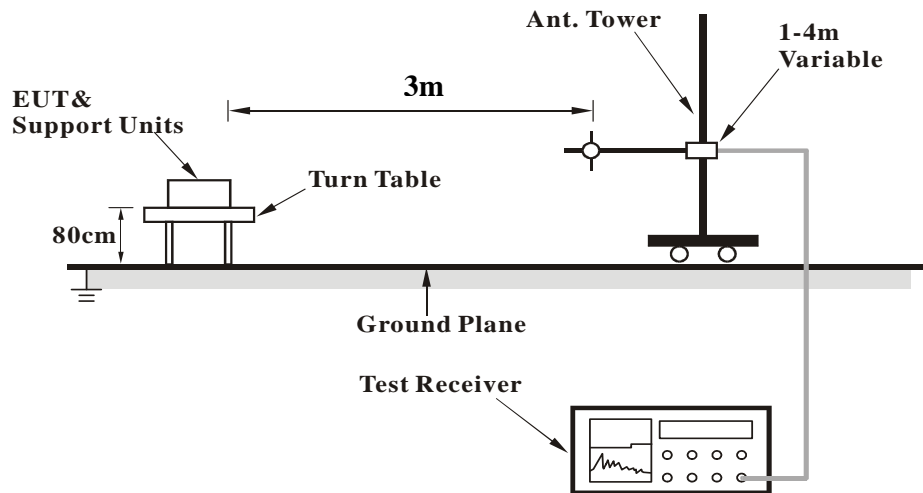 Ant. Tower
1-4m
Variable
3m
EUT&
Support Units
Turn Table
80cm
Ground Plane
Test Receiver